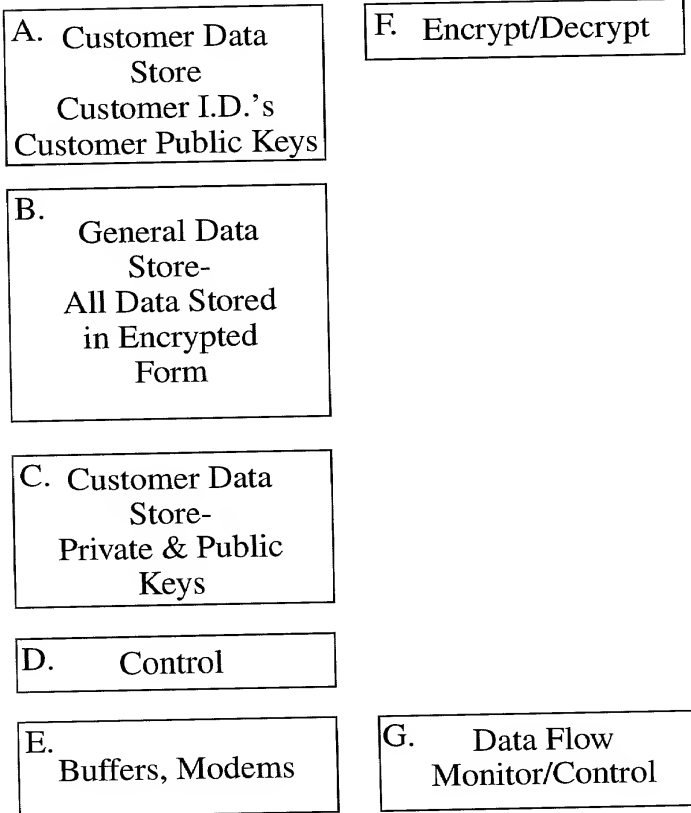 A. Customer Data
Store
Customer I.D.'s
Customer Public Keys
B.
General Data
Store-
All Data Stored
in Encrypted
Form
C. Customer Data
Store-
Private & Public
Keys
D. Control
E.
Buffers, Modems
F. Encrypt/Decrypt
G. Data Flow
Monitor/Control